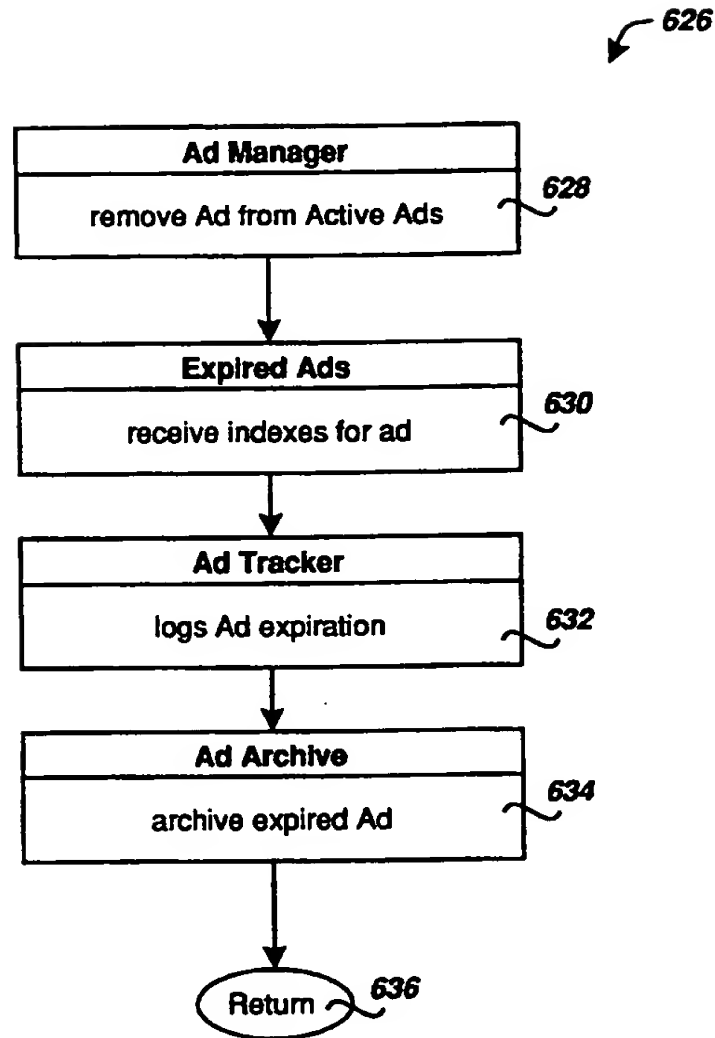 626
Ad Manager
628
remove Ad from Active Ads
Expired Ads
630
receive indexes for ad
Ad Tracker
logs Ad expiration
632
Ad Archive
archive expired Ad
634
Return
636